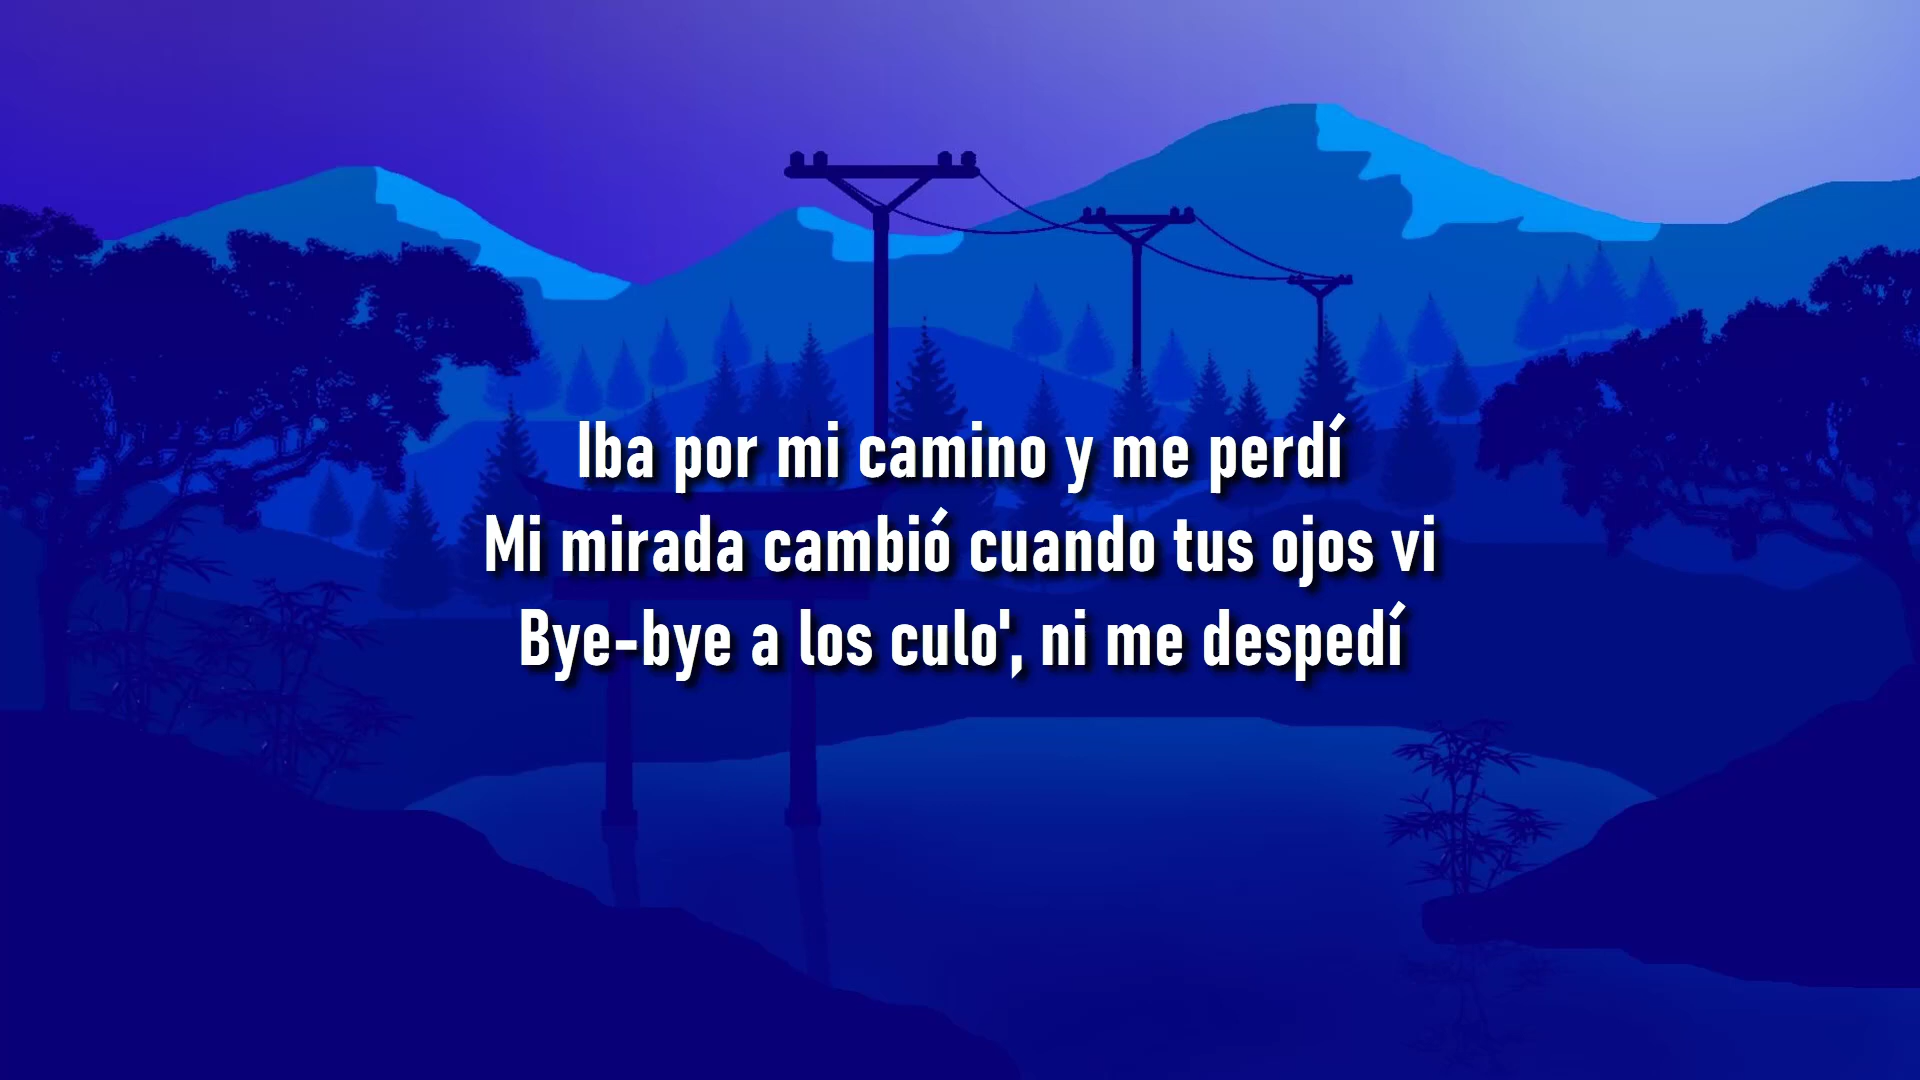 Iba por mi camino y me perdí
Mi mirada cambió cuando tus ojos vi
Bye-bye a los culo', ni me despedí